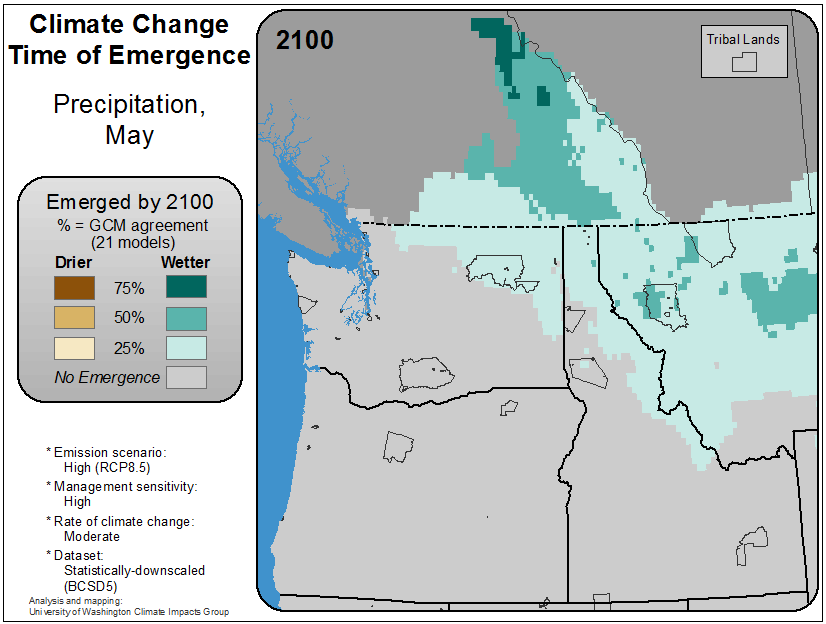 Climate Change
Time of Emergence
Precipitation,
May
Emerged by 2100
% = GCM agreement
(21 models)
Drier Wetter
75%
50%
25%
No Emergence
* Emission scenario:
High (RCP8.5)
* Management sensitivity:
High
* Rate of climate change:
Moderate
* Dataset:
Statistically-downscaled
(BCSD5)
Analysis and mapping:
University of Washington Climate Impacts Group
2100
Tribal Lands